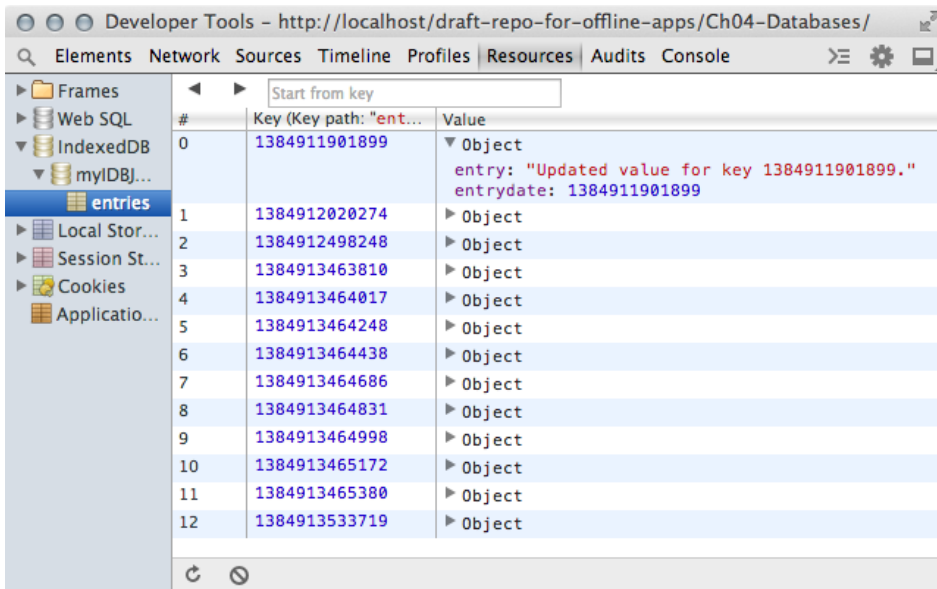 Developer Tools – http://localhost/draft-repo-for-offline-apps/Ch04-Databases/
Elements Network Sources Timeline Profiles Resources Audits Console
Frames
Web SQL
IndexedDB
myIDBJ...
entries
Local Stor...
Session St...
Cookies
Applicatio...
Start from key
# Key (Key path: "ent... Value
0 1384911901899 Object
entry: "Updated value for key 1384911901899."
entrydate: 1384911901899
1 1384912020274 Object
2 1384912498248 Object
3 1384913463810 Object
4 1384913464017 Object
5 1384913464248 Object
6 1384913464438 Object
7 1384913464686 Object
8 1384913464831 Object
9 1384913464998 Object
10 1384913465172 Object
11 1384913465380 Object
12 1384913533719 Object